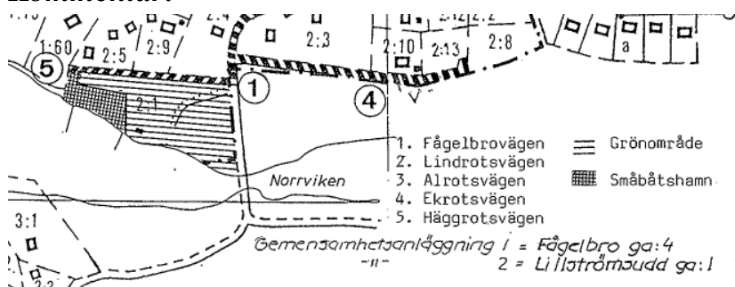 1:60
2:5
2:9
2:3
2:10
2:13
2:8
a
5
1
4
2:1
1. Fågelbrovägen
2. Lindrotsvägen
3. Alrotsvägen
4. Ekrotsvägen
5. Häggrotsvägen
Grönområde
Småbåtshamn
Norrviken
3:1
Gemensamhetsanläggning 1 = Fågelbro ga:4
-"- 2 = Lillströmsudd ga:1